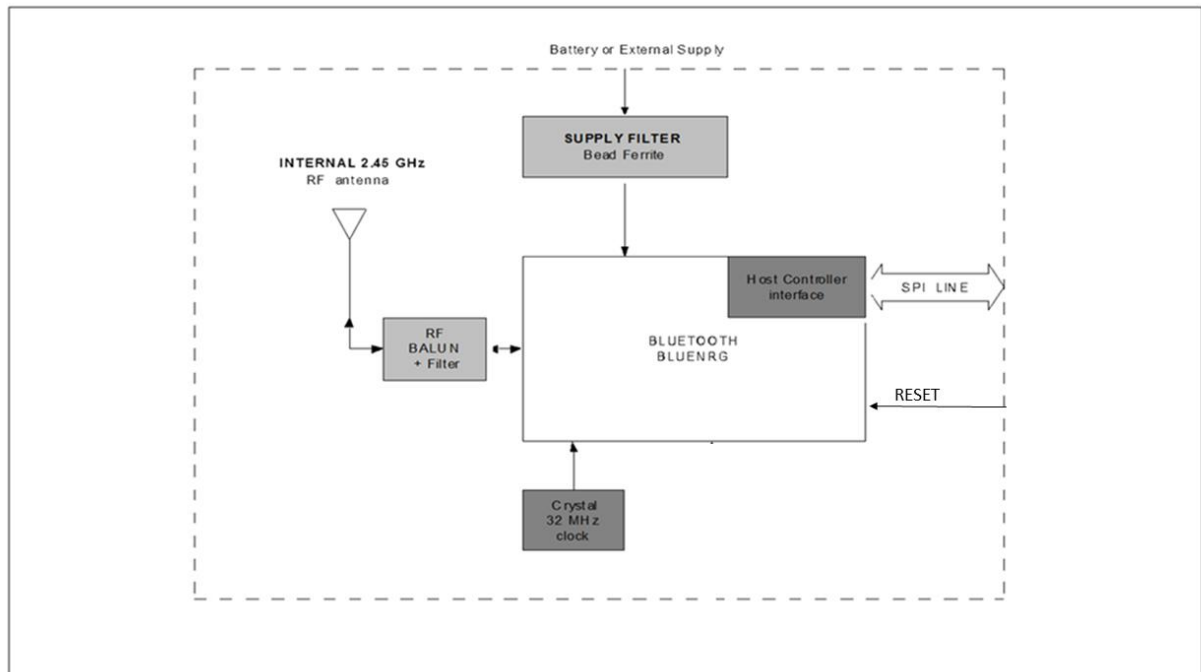 Battery or External Supply
SUPPLY FILTER
Bead Ferrite
INTERNAL 2.45 GHz
RF antenna
Host Controller
interface
SPI LINE
RF
BALUN
+ Filter
BLUETOOTH
BLUENRG
RESET
Crystal
32 MHz
clock